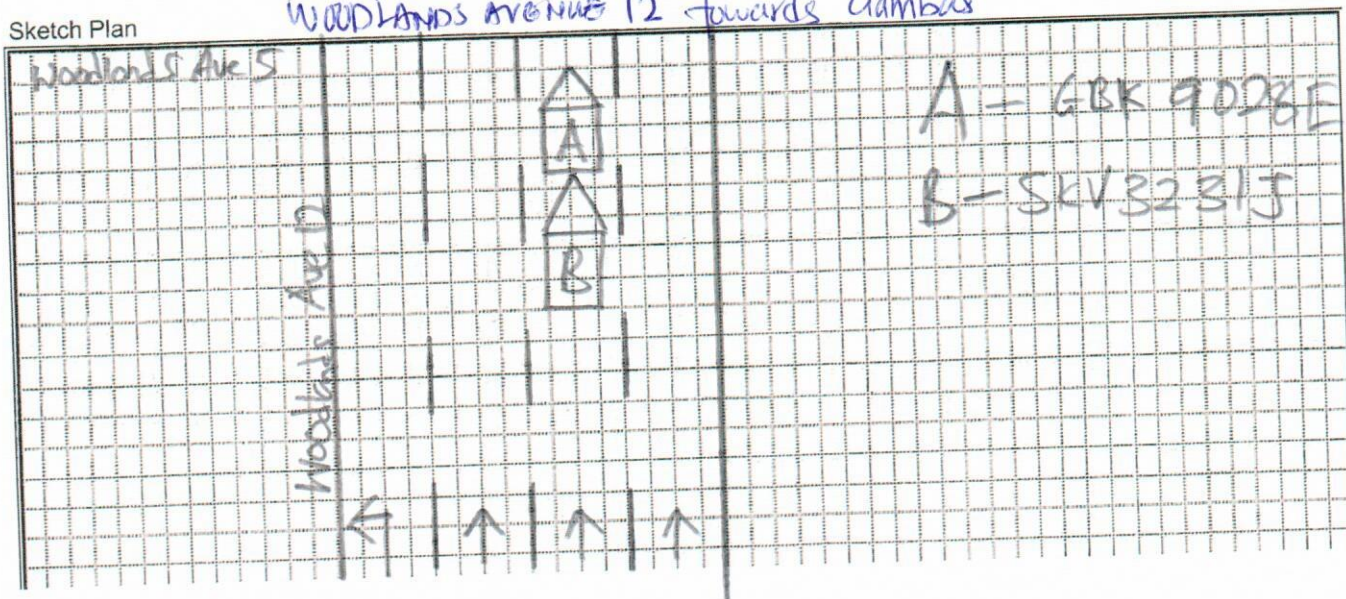 WOODLANDS AVENUE 12 towards Gambas
Sketch Plan
Woodlands Ave 5
A - GBK 9028E
A
B - SKV3231J
B
Woodlands Ave 12